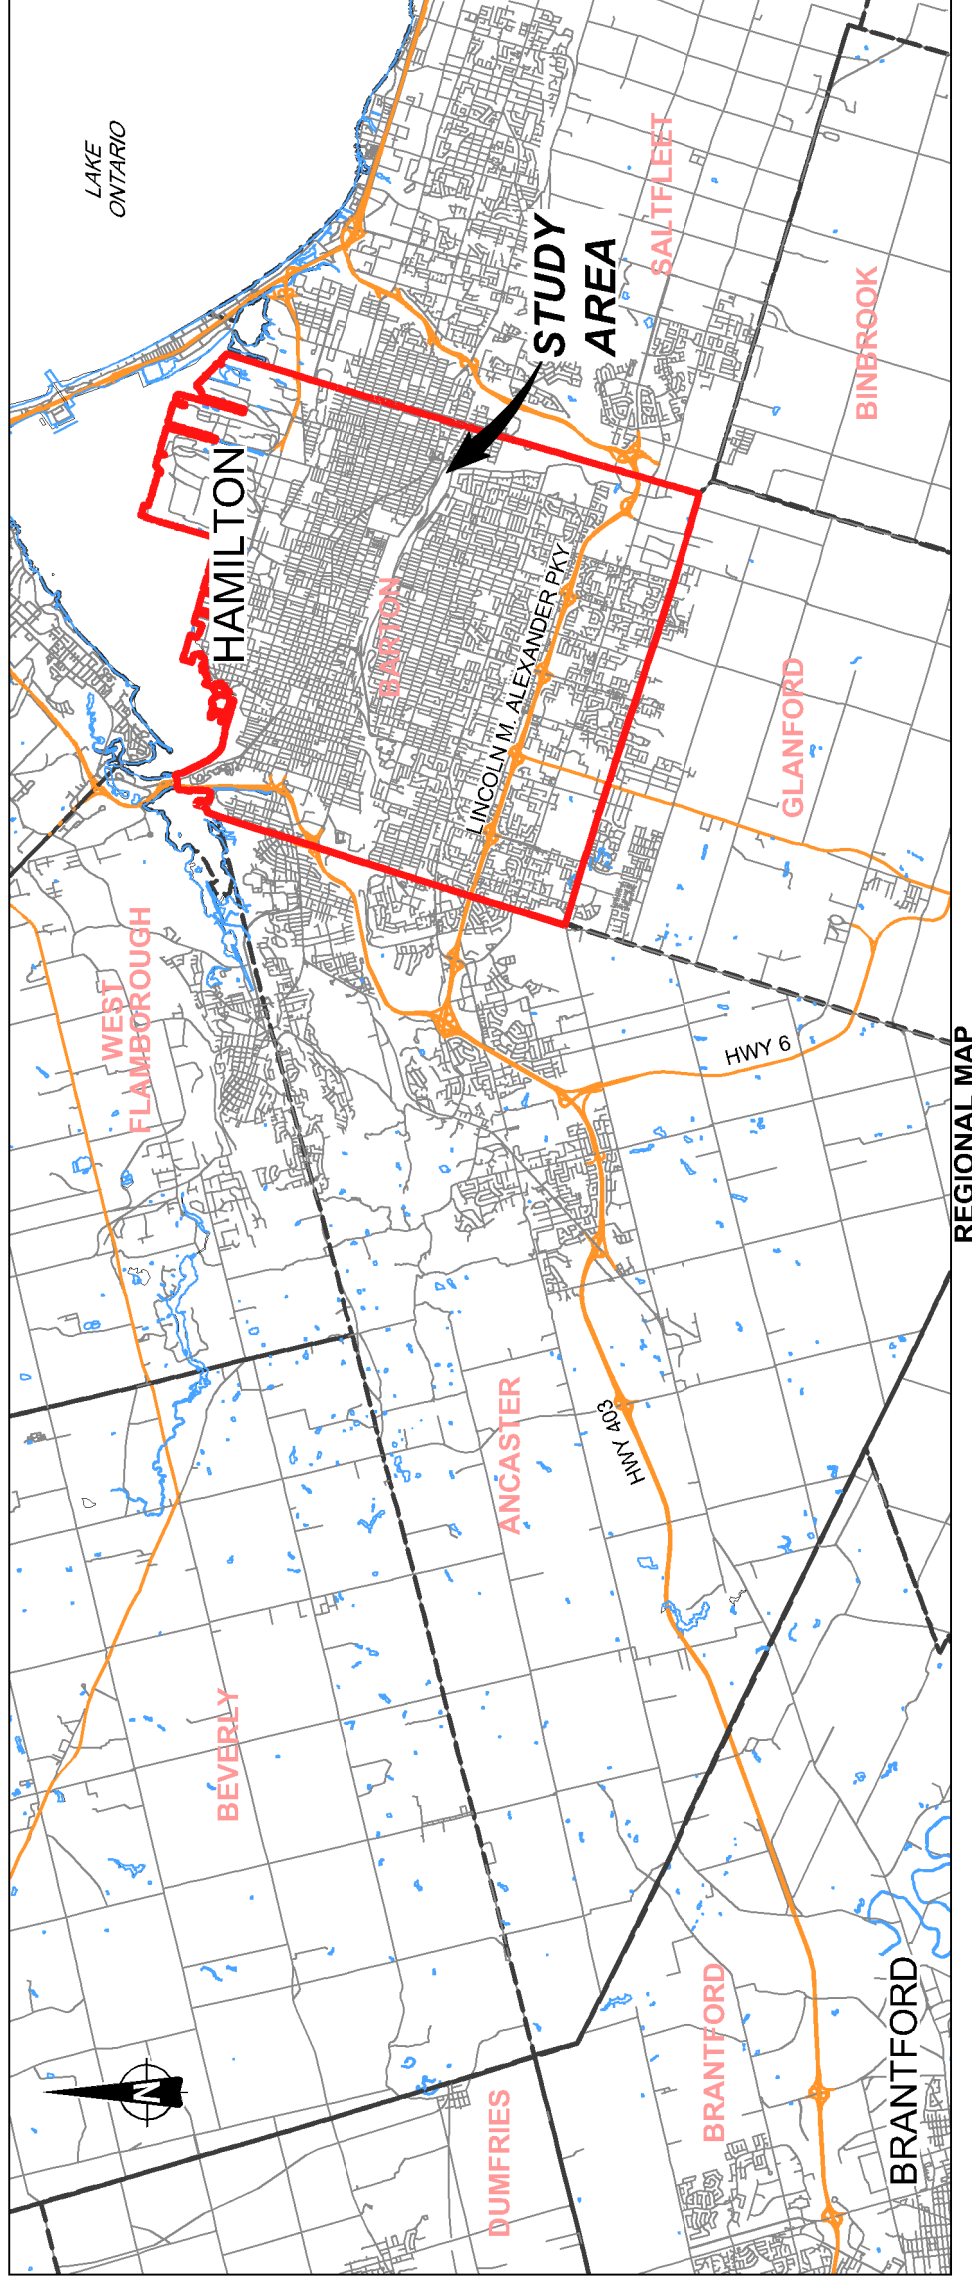 LAKE
ONTARIO
HAMILTON
STUDY
AREA
SALTFLEET
BINBROOK
BARTON
LINCOLN M. ALEXANDER PKY
GLANFORD
WEST
FLAMBOROUGH
HWY 6
ANCASTER
HWY 403
BEVERLY
N
DUMFRIES
BRANTFORD
BRANTFORD
REGIONAL MAP